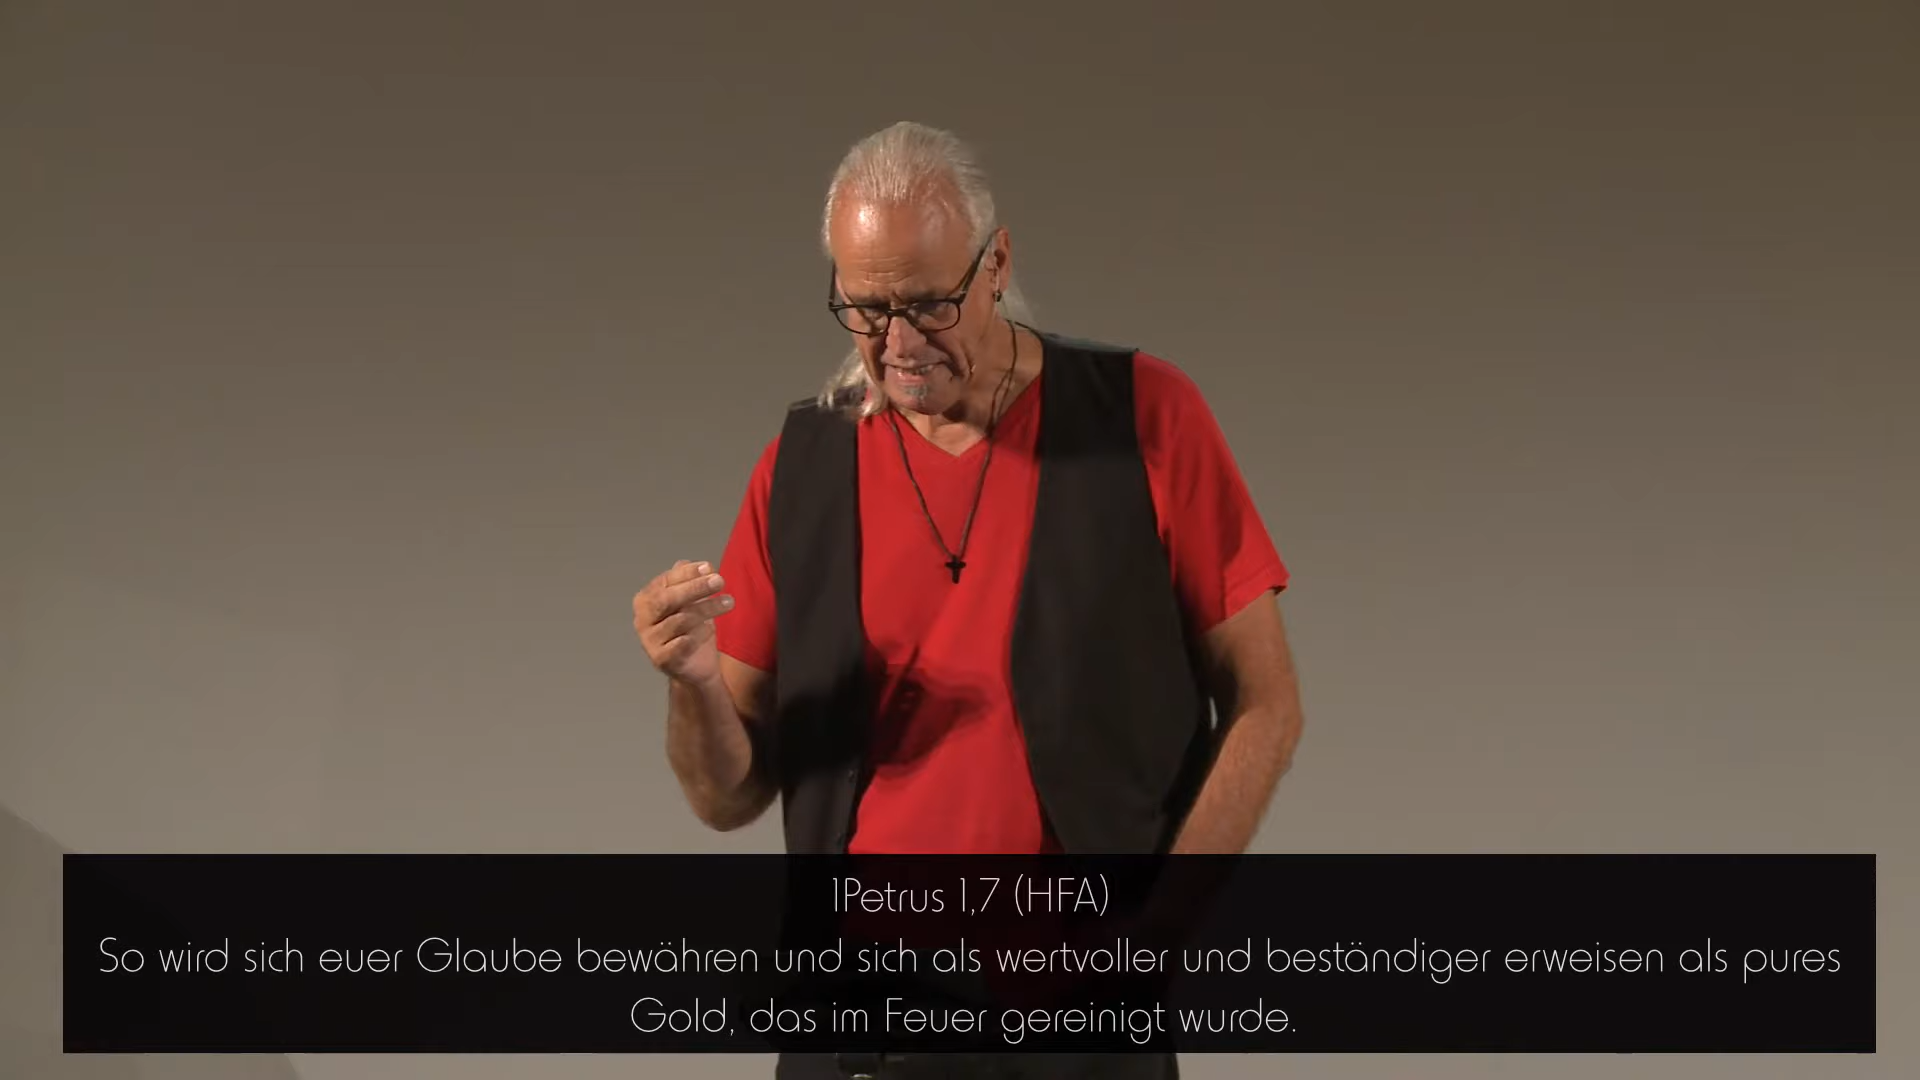 1Petrus 1,7 (HFA)
So wird sich euer Glaube bewähren und sich als wertvoller und beständiger erweisen als pures
Gold, das im Feuer gereinigt wurde.